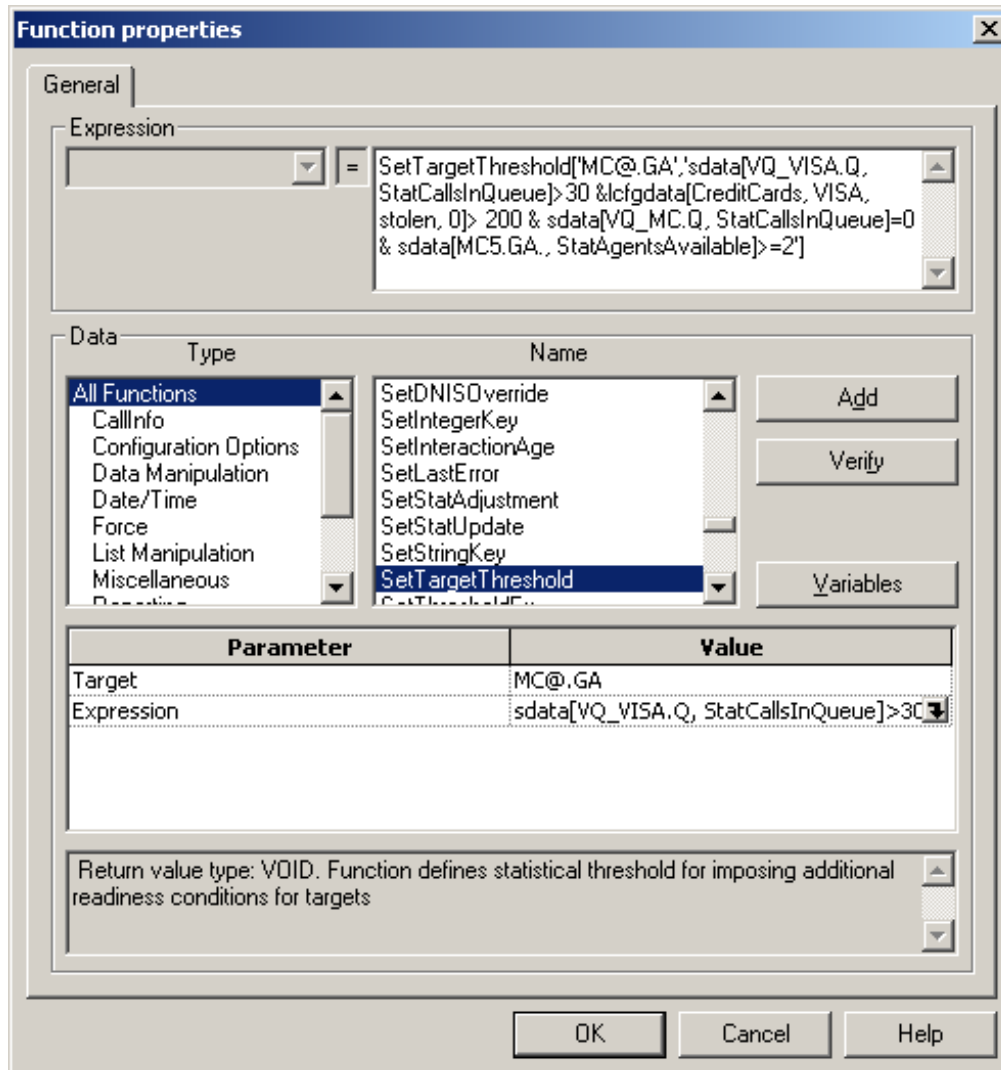 Function properties
General
Expression
=
SetTargetThreshold['MC@.GA','sdata[VQ_VISA.Q,
StatCallsInQueue]>30 &lcfgdata[CreditCards, VISA,
stolen, 0]> 200 & sdata[VQ_MC.Q, StatCallsInQueue]=0
& sdata[MC5.GA., StatAgentsAvailable]>=2']
Data
Type
Name
All Functions
CallInfo
Configuration Options
Data Manipulation
Date/Time
Force
List Manipulation
Miscellaneous
SetDNISOverride
SetIntegerKey
SetInteractionAge
SetLastError
SetStatAdjustment
SetStatUpdate
SetStringKey
SetTargetThreshold
Add
Verify
Variables
Parameter Value
Target MC@.GA
Expression sdata[VQ_VISA.Q, StatCallsInQueue]>30
Return value type: VOID. Function defines statistical threshold for imposing additional
readiness conditions for targets
OK Cancel Help